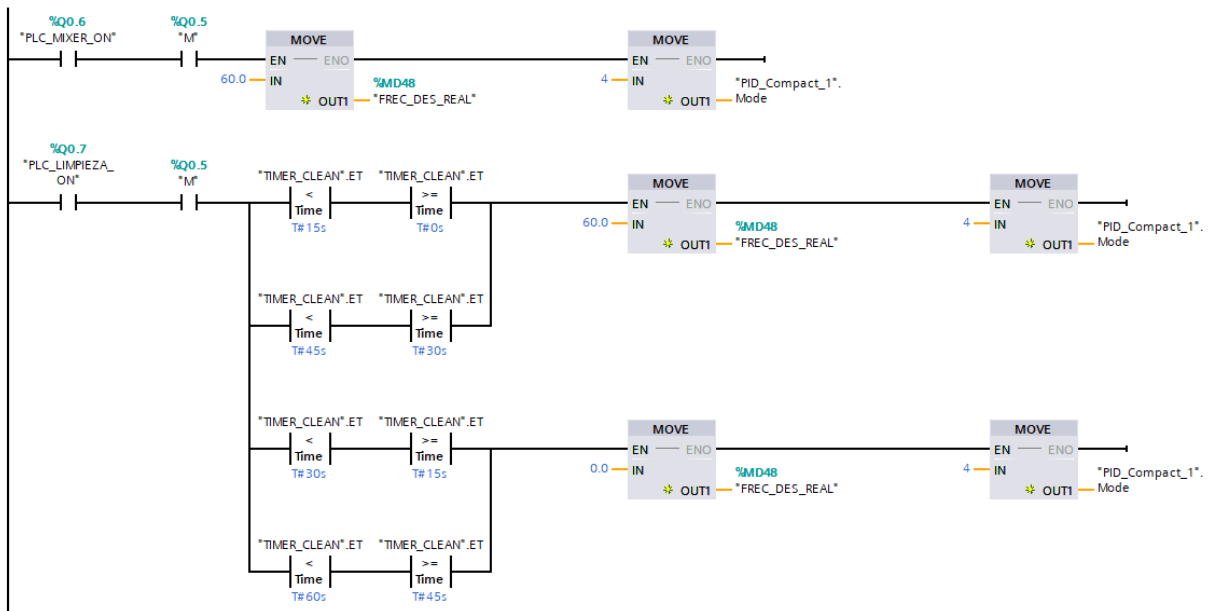 %Q0.6
"PLC_MIXER_ON"
%Q0.5
"M"
MOVE
EN
ENO
60.0
IN
OUT1
%MD48
"FREC_DES_REAL"
MOVE
EN
ENO
4
IN
OUT1
"PID_Compact_1".
Mode
%Q0.7
"PLC_LIMPIEZA_
ON"
%Q0.5
"M"
"TIMER_CLEAN".ET
<
Time
T#15s
"TIMER_CLEAN".ET
>=
Time
T#0s
MOVE
EN
ENO
60.0
IN
OUT1
%MD48
"FREC_DES_REAL"
MOVE
EN
ENO
4
IN
OUT1
"PID_Compact_1".
Mode
"TIMER_CLEAN".ET
<
Time
T#45s
"TIMER_CLEAN".ET
>=
Time
T#30s
"TIMER_CLEAN".ET
<
Time
T#30s
"TIMER_CLEAN".ET
>=
Time
T#15s
MOVE
EN
ENO
0.0
IN
OUT1
%MD48
"FREC_DES_REAL"
MOVE
EN
ENO
4
IN
OUT1
"PID_Compact_1".
Mode
"TIMER_CLEAN".ET
<
Time
T#60s
"TIMER_CLEAN".ET
>=
Time
T#45s